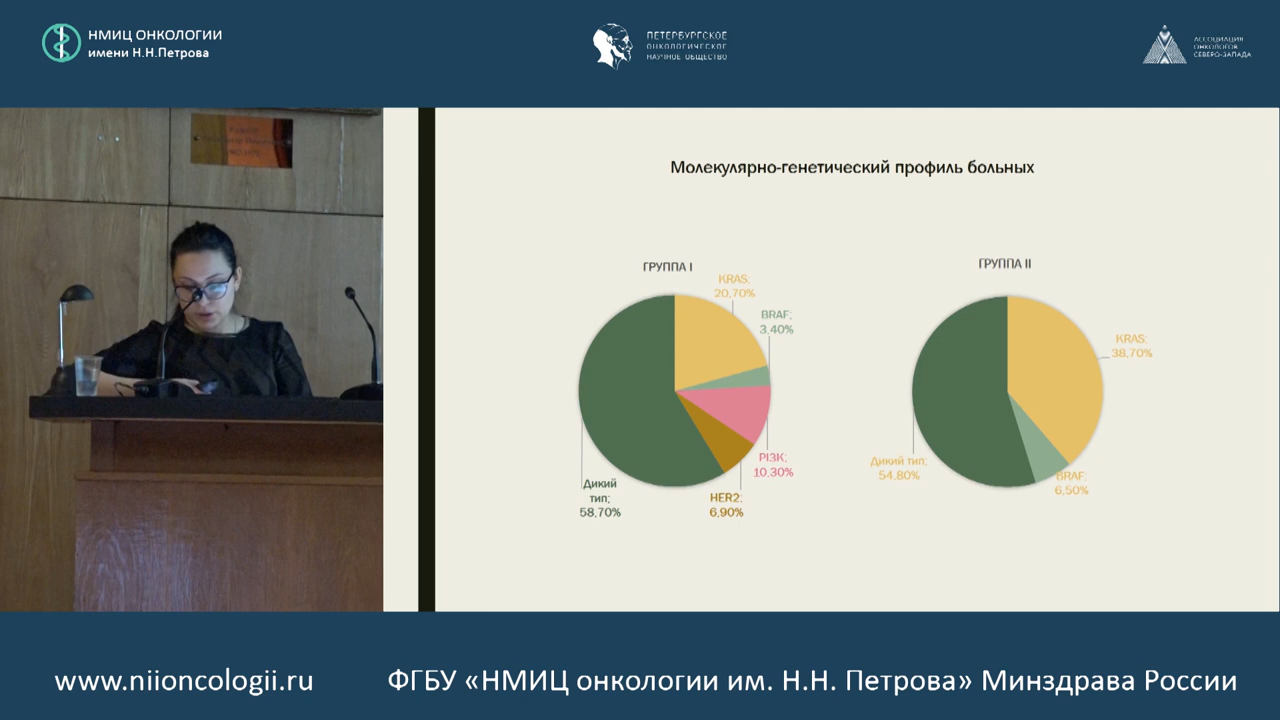 НМИЦ ОНКОЛОГИИ
имени Н.Н.Петрова
ПЕТЕРБУРГСКОЕ
ОНКОЛОГИЧЕСКОЕ
НАУЧНОЕ ОБЩЕСТВО
АССОЦИАЦИЯ
ОНКОЛОГОВ
СЕВЕРО-ЗАПАДА
Молекулярно-генетический профиль больных
ГРУППА I
KRAS;
20,70%
BRAF;
3,40%
PI3K;
10,30%
HER2;
6,90%
Дикий
тип;
58,70%
ГРУППА II
KRAS;
38,70%
BRAF;
6,50%
Дикий тип;
54,80%
www.niioncologii.ru
ФГБУ «НМИЦ онкологии им. Н.Н. Петрова» Минздрава России